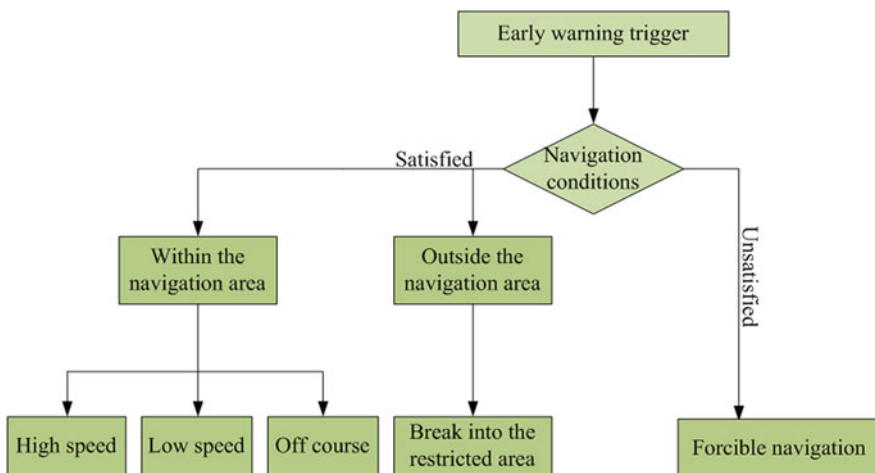 Early warning trigger
Navigation
conditions
Satisfied
Unsatisfied
Within the
navigation area
Outside the
navigation area
High speed
Low speed
Off course
Break into the
restricted area
Forcible navigation